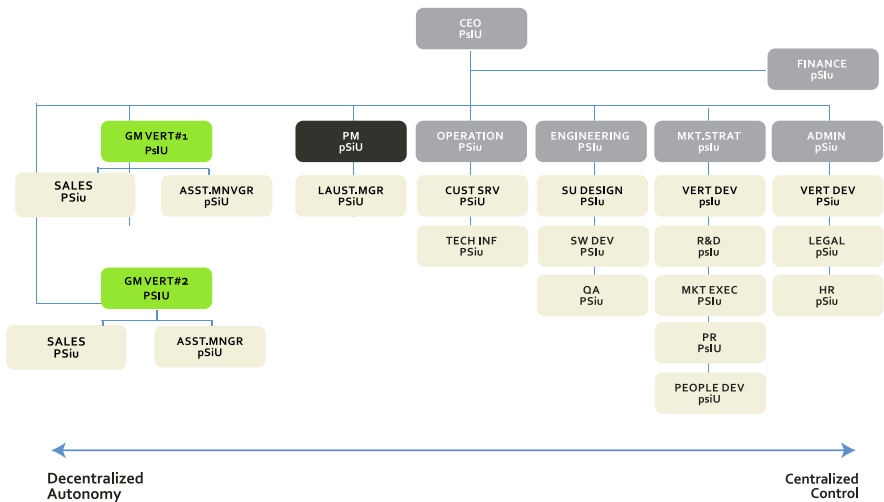 CEO
PsIU
FINANCE
pSIu
GM VERT#1
PsIU
PM
pSiU
OPERATION
PSiu
ENGINEERING
PSIu
MKT.STRAT
psIu
ADMIN
pSiu
SALES
PSiu
ASST.MNVGR
pSiU
LAUST.MGR
PSiU
CUST SRV
PSiU
SU DESIGN
PSIu
VERT DEV
psIu
VERT DEV
PSiu
TECH INF
PSiu
SW DEV
PSIu
R&D
psIu
LEGAL
pSiu
GM VERT#2
PSIU
QA
PSiu
MKT EXEC
PSIu
HR
pSiu
SALES
PSiu
ASST.MNGR
pSiU
PR
PsIU
PEOPLE DEV
psiU
Decentralized
Autonomy
Centralized
Control